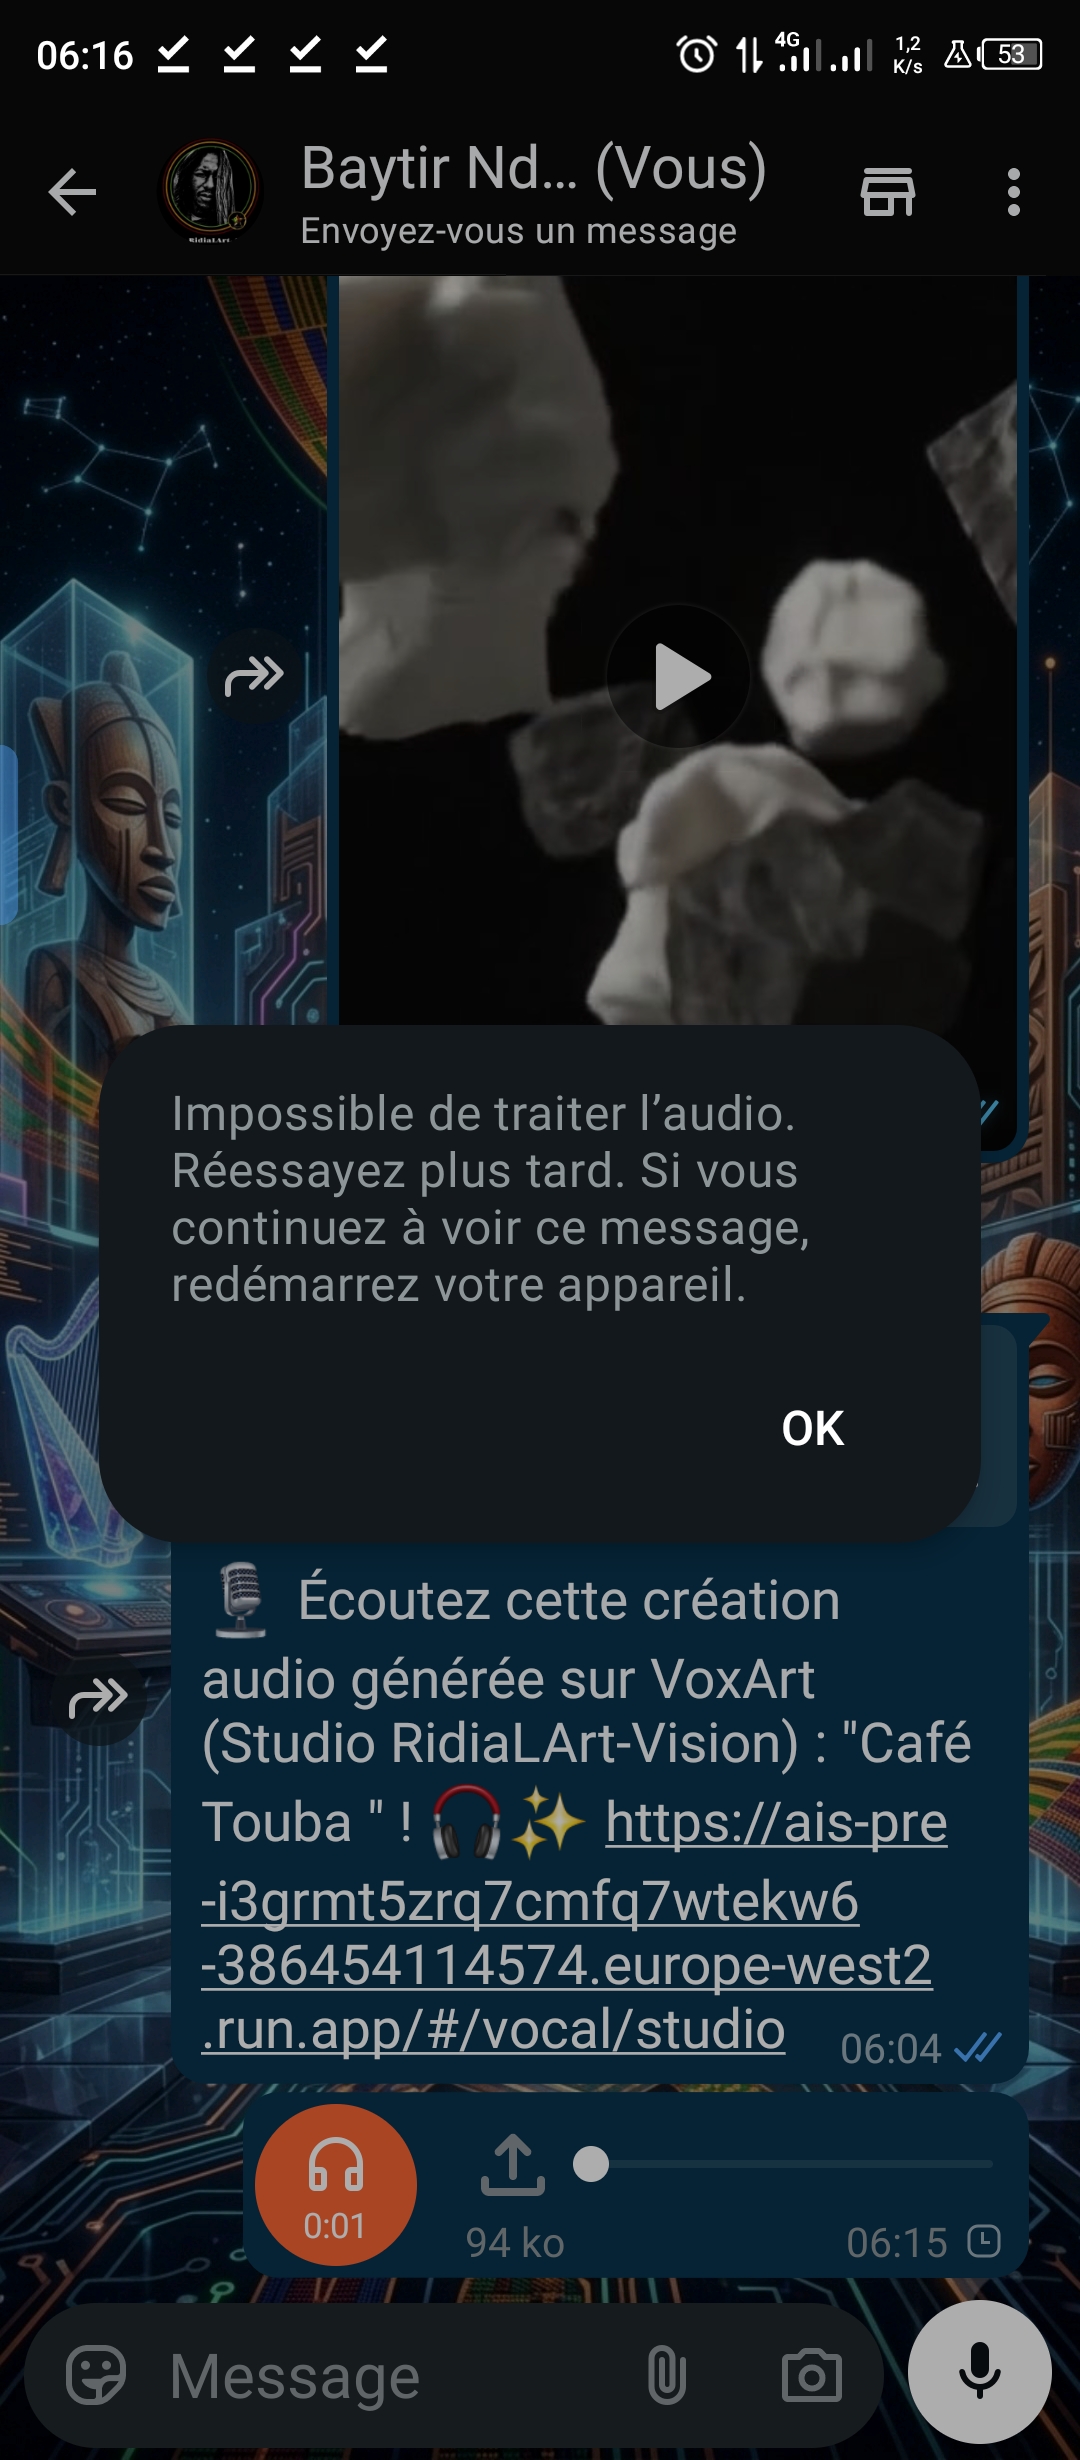 06:16
4G
1,2
K/s
53
Baytir Nd... (Vous)
Envoyez-vous un message
RidialArt
Impossible de traiter l’audio.
Réessayez plus tard. Si vous
continuez à voir ce message,
redémarrez votre appareil.
OK
🎙️ Écoutez cette création
audio générée sur VoxArt
(Studio RidiaLArt-Vision) : "Café
Touba " ! 🎧✨ https://ais-pre
-i3grmt5zrq7cmfq7wtekw6
-386454114574.europe-west2
.run.app/#/vocal/studio
06:04
0:01
94 ko
06:15
Message